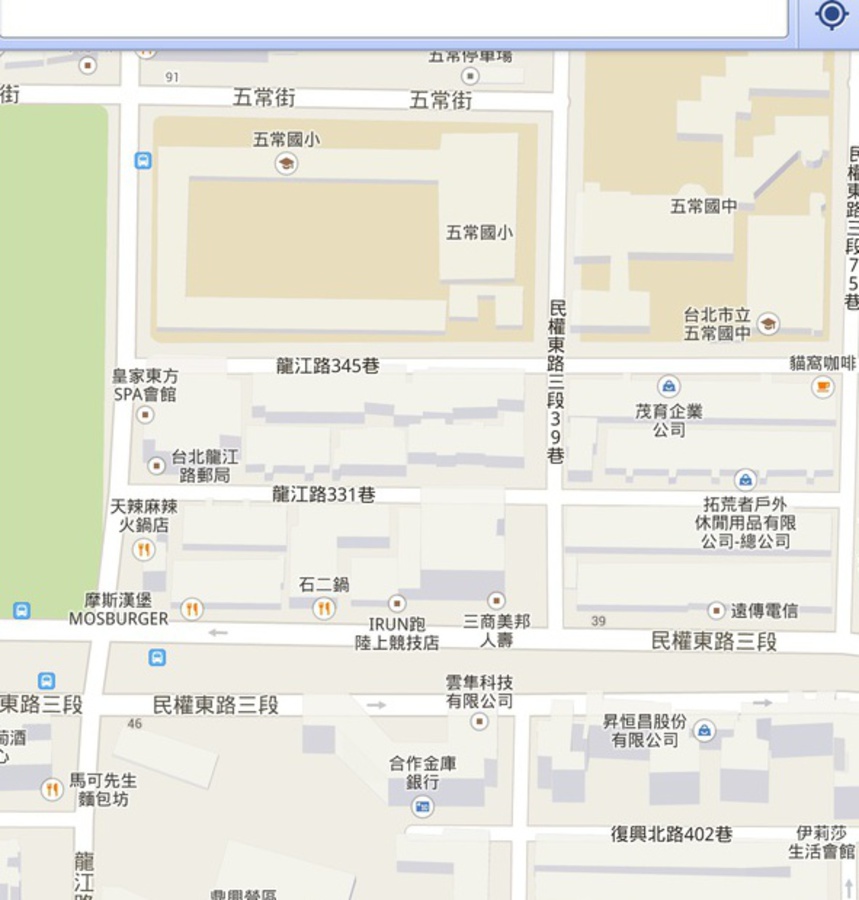 五常停車場
91
街
五常街
五常街
五常國小
五常國小
五常國中
民權東路三段75巷
台北市立
五常國中
民權東路三段39巷
龍江路345巷
貓窩咖啡
皇家東方
SPA會館
茂育企業
公司
台北龍江
路郵局
龍江路331巷
天辣麻辣
火鍋店
拓荒者戶外
休閒用品有限
公司-總公司
石二鍋
摩斯漢堡
MOSBURGER
IRUN跑
陸上競技店
三商美邦
人壽
39
遠傳電信
民權東路三段
雲隼科技
有限公司
東路三段
民權東路三段
46
昇恒昌股份
有限公司
萄酒
心
合作金庫
銀行
馬可先生
麵包坊
復興北路402巷
伊莉莎
生活會館
龍江路
鼎興營區